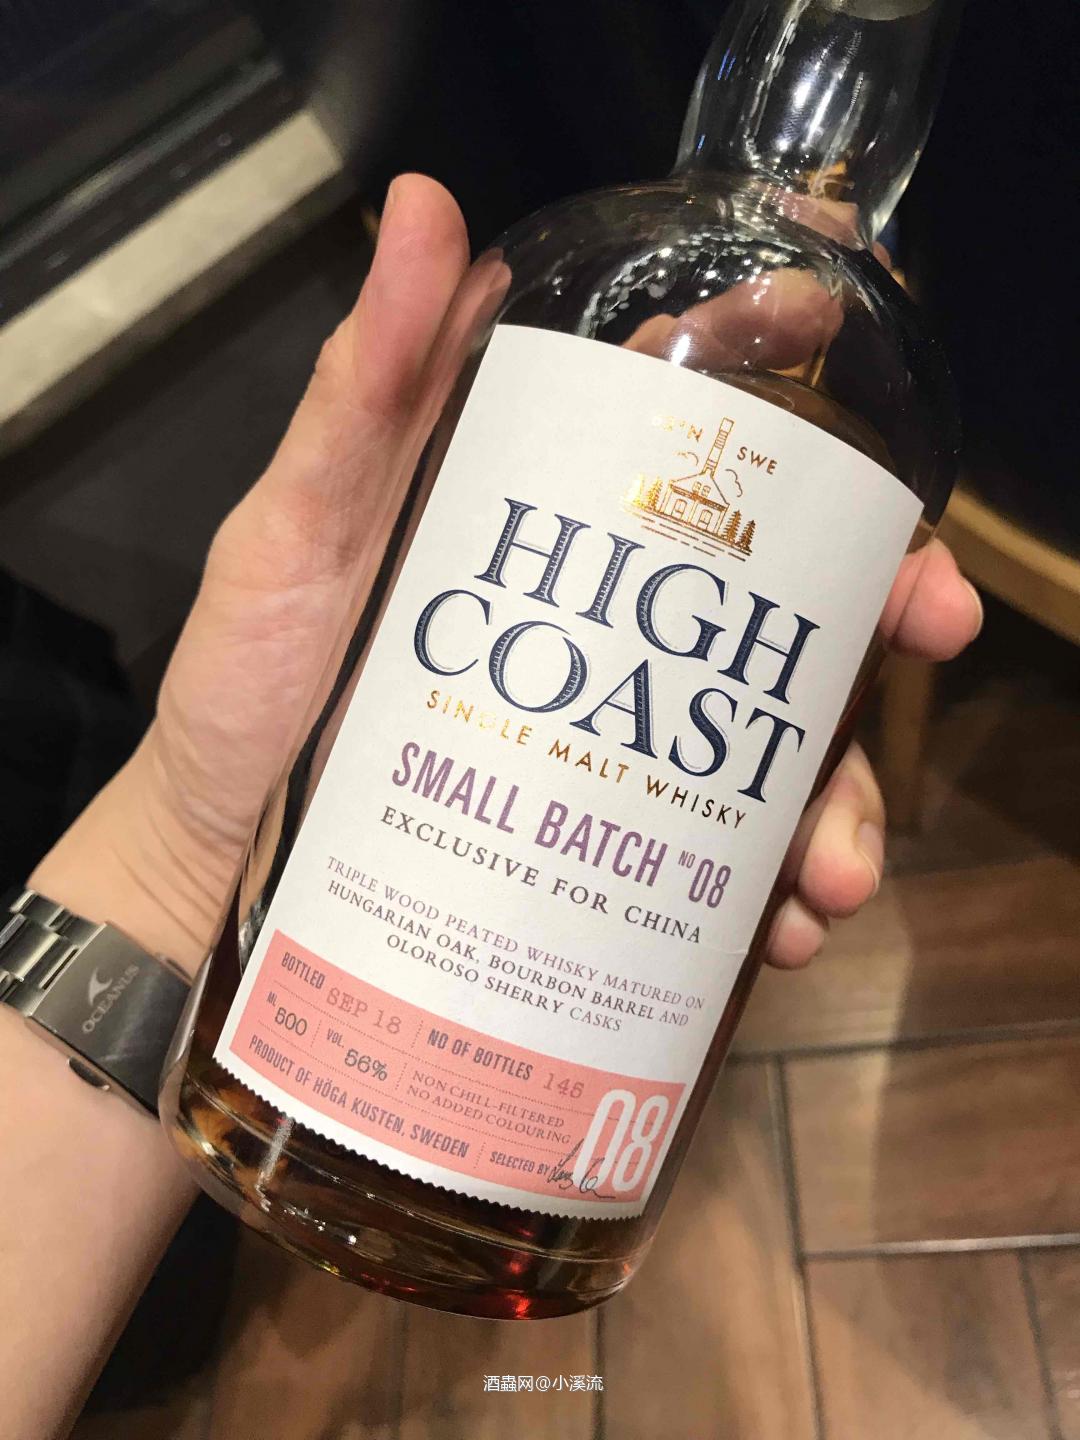 63°N SWE
HIGH
COAST
SINGLE MALT WHISKY
SMALL BATCH NO 08
EXCLUSIVE FOR CHINA
TRIPLE WOOD PEATED WHISKY MATURED ON
HUNGARIAN OAK, BOURBON BARREL AND
OLOROSO SHERRY CASKS
BOTTLED SEP 18 NO OF BOTTLES
ML 500 VOL. 56% NON CHILL-FILTERED
NO ADDED COLOURING
PRODUCT OF HÖGA KUSTEN, SWEDEN SELECTED BY
08
OCEANUS
酒蟲网@小溪流